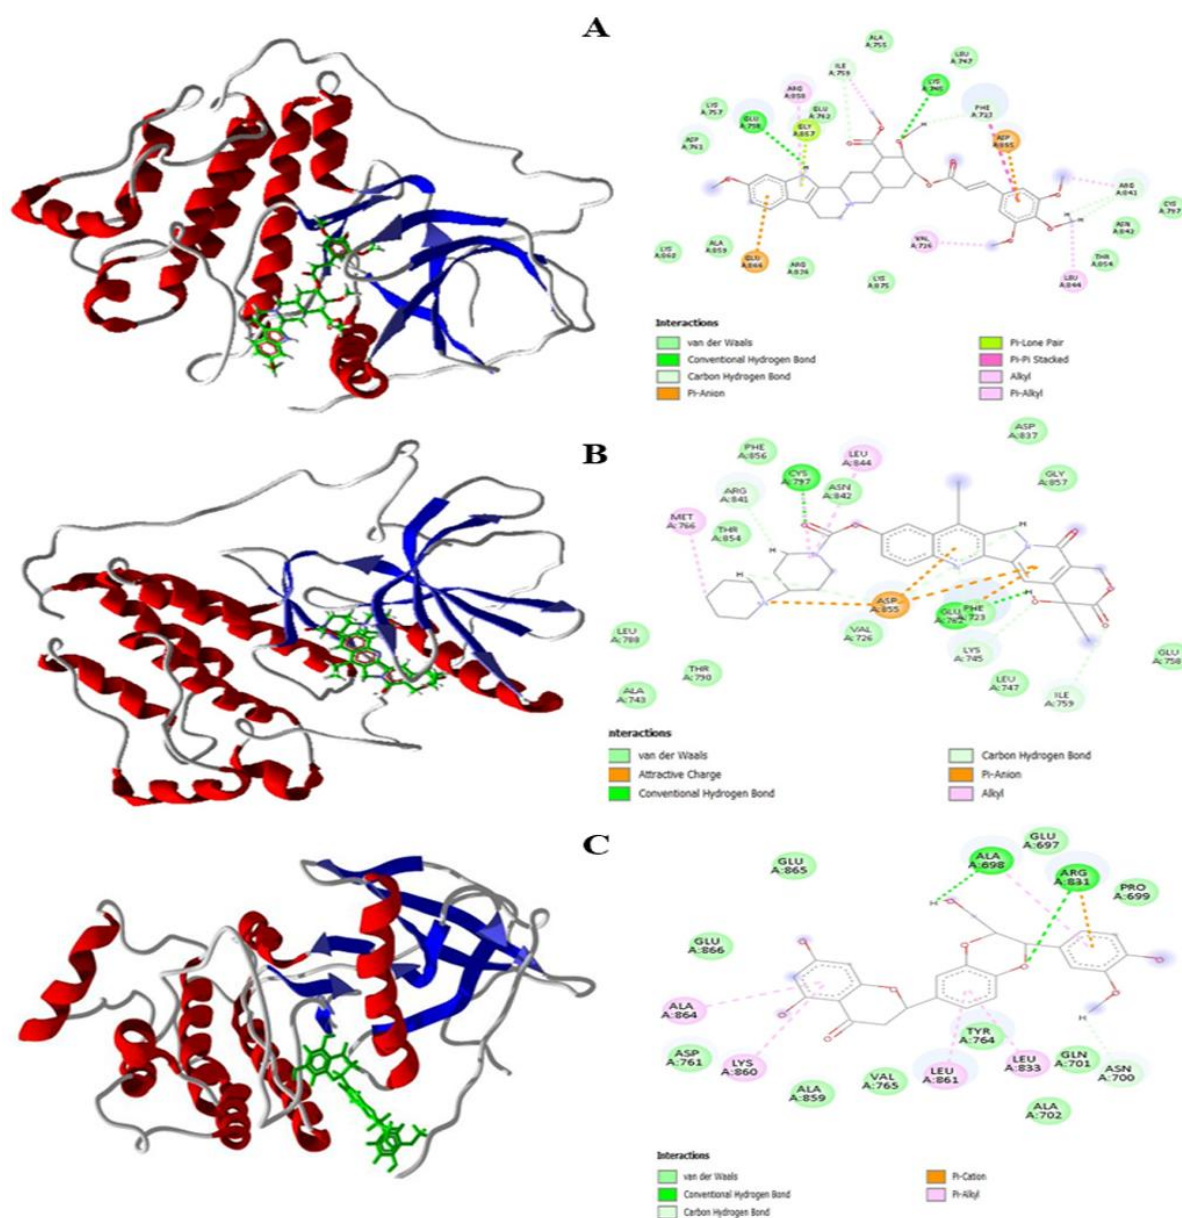 A
ALA
A:755
ILE
A:759
LEU
A:747
LYS
A:745
ARG
A:858
PHE
A:723
LYS
A:757
GLU
A:758
GLU
A:762
GLY
A:857
ASP
A:855
ASP
A:761
H
H
ARG
A:841
CYS
A:797
H
H
ASN
A:842
VAL
A:726
LYS
A:860
ALA
A:859
GLU
A:866
ARG
A:836
LYS
A:875
THR
A:854
LEU
A:844
Interactions
van der Waals
Conventional Hydrogen Bond
Carbon Hydrogen Bond
Pi-Anion
Pi-Lone Pair
Pi-Pi Stacked
Alkyl
Pi-Alkyl
B
ASP
A:837
PHE
A:856
LEU
A:844
CYS
A:797
GLY
A:857
ARG
A:841
ASN
A:842
MET
A:766
THR
A:854
H
H
H
ASP
A:855
GLU
A:762
PHE
A:723
H
VAL
A:726
LEU
A:788
LYS
A:745
GLU
A:758
THR
A:790
LEU
A:747
ALA
A:743
ILE
A:759
nteractions
van der Waals
Attractive Charge
Conventional Hydrogen Bond
Carbon Hydrogen Bond
Pi-Anion
Alkyl
C
GLU
A:697
GLU
A:865
ALA
A:698
ARG
A:831
PRO
A:699
H
GLU
A:866
ALA
A:864
H
TYR
A:764
ASP
A:761
LYS
A:860
VAL
A:765
LEU
A:861
LEU
A:833
GLN
A:701
ASN
A:700
ALA
A:859
ALA
A:702
Interactions
van der Waals
Conventional Hydrogen Bond
Carbon Hydrogen Bond
Pi-Cation
Pi-Alkyl